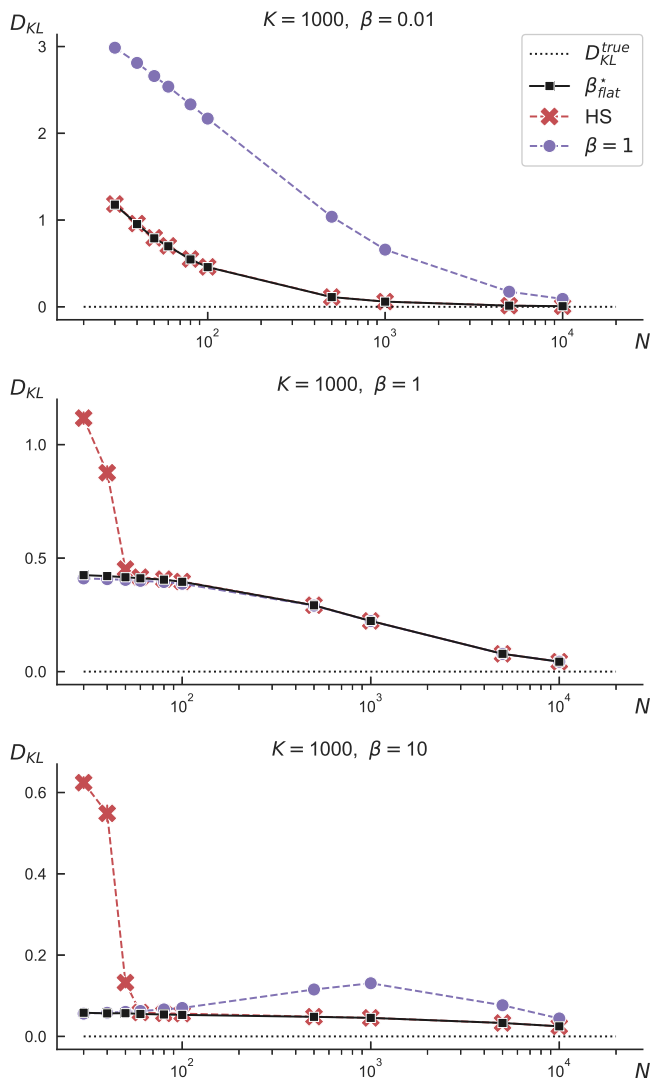 D_KL K = 1000, β = 0.01
3
2
1
0
D_KL^true
β_flat^⋆
HS
β = 1
10^2 10^3 10^4 N
D_KL K = 1000, β = 1
1.0
0.5
0.0
10^2 10^3 10^4 N
D_KL K = 1000, β = 10
0.6
0.4
0.2
0.0
10^2 10^3 10^4 N